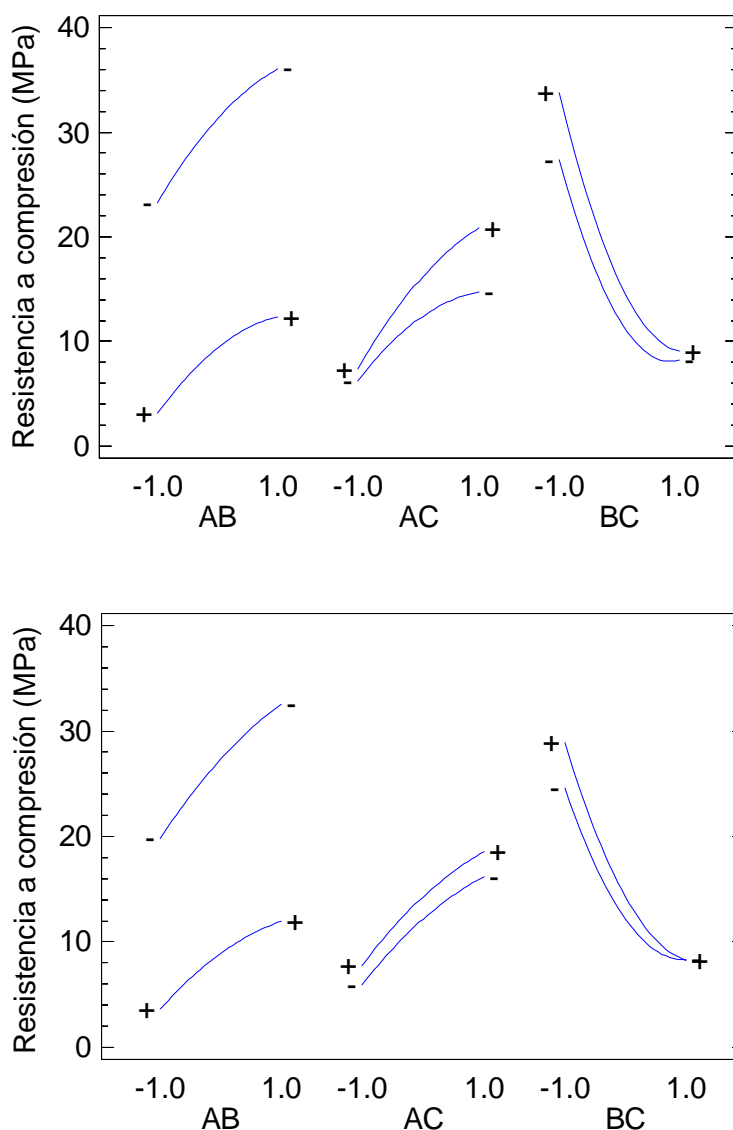 Resistencia a compresión (MPa)
40
30
20
10
0
- - + + + - + - + - + -
-1.0 1.0 -1.0 1.0 -1.0 1.0
AB AC BC
Resistencia a compresión (MPa)
40
30
20
10
0
- - + + + - + - + - +
-1.0 1.0 -1.0 1.0 -1.0 1.0
AB AC BC